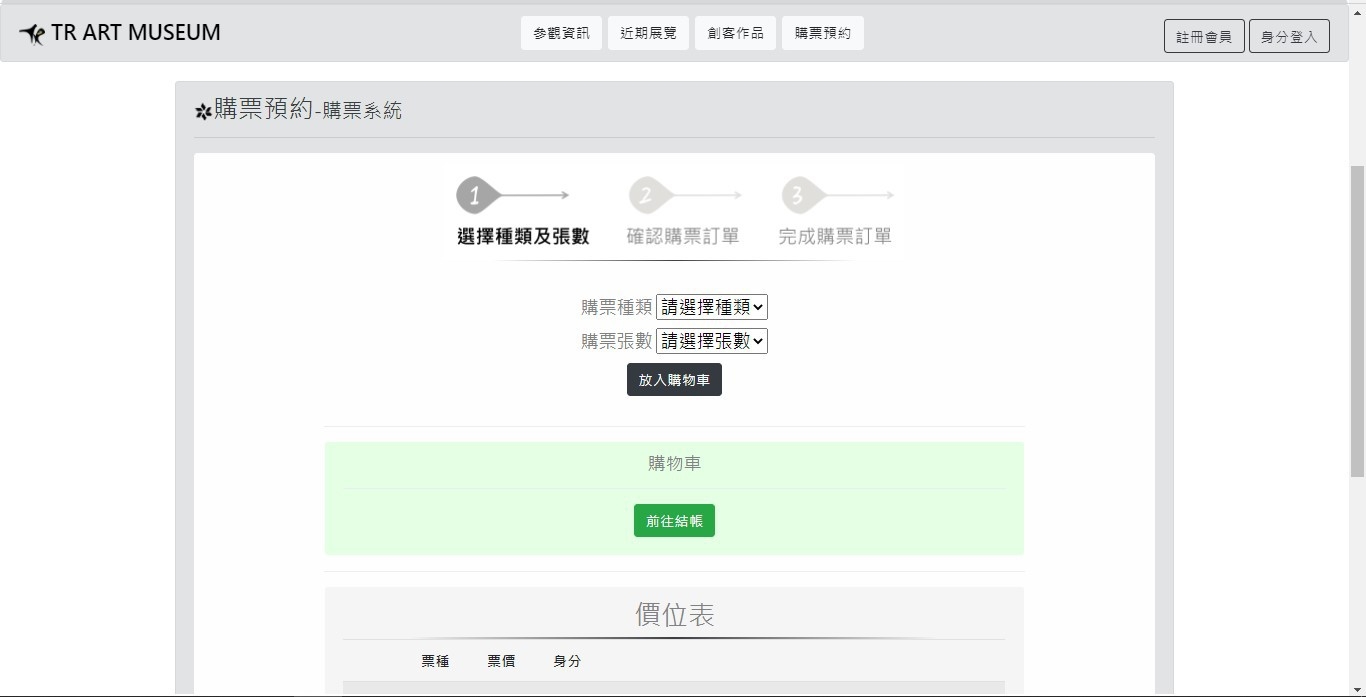 TR ART MUSEUM
參觀資訊 近期展覽 創客作品 購票預約
註冊會員 身分登入
購票預約-購票系統
1 2 3
選擇種類及張數 確認購票訂單 完成購票訂單
購票種類 請選擇種類
購票張數 請選擇張數
放入購物車
購物車
前往結帳
價位表
票種 票價 身分